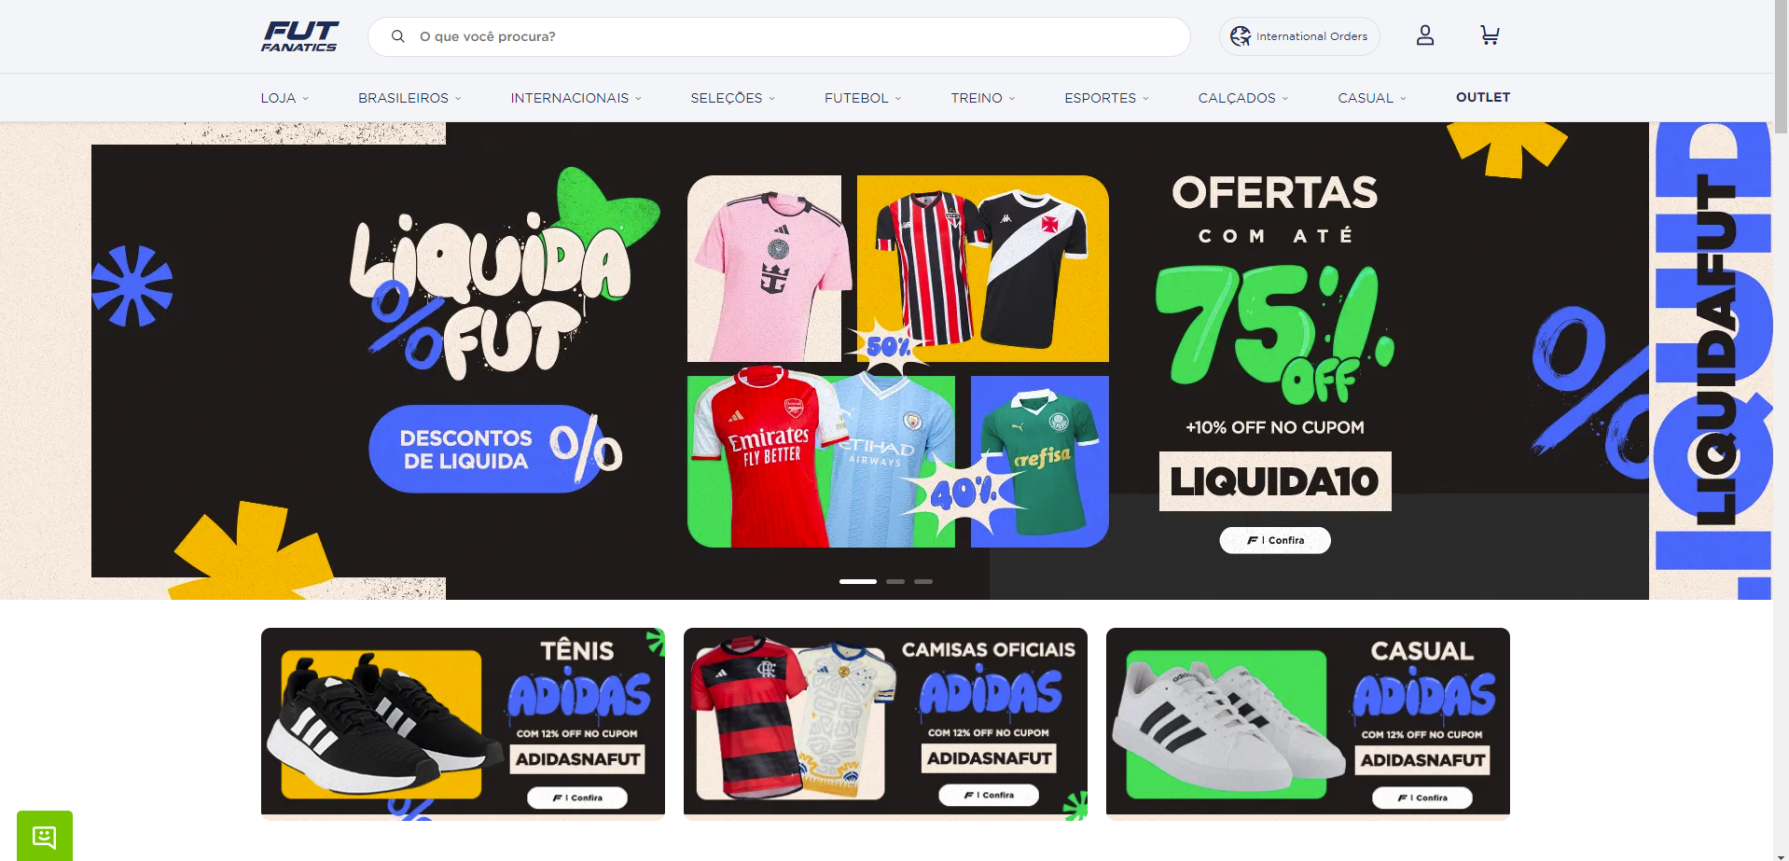 FUT
FANATICS
O que você procura?
International Orders
LOJA
BRASILEIROS
INTERNACIONAIS
SELEÇÕES
FUTEBOL
TREINO
ESPORTES
CALÇADOS
CASUAL
OUTLET
LIQUIDA
% FUT
DESCONTOS
DE LIQUIDA
%
50%
Emirates
FLY BETTER
ETIHAD
AIRWAYS
crefisa
40%
OFERTAS
COM ATÉ
75%
OFF
+10% OFF NO CUPOM
LIQUIDA10
F | Confira
%
LIQUIDAFUT
TÊNIS
ADIDAS
COM 12% OFF NO CUPOM
ADIDASNAFUT
F | Confira
%
CAMISAS OFICIAIS
ADIDAS
COM 12% OFF NO CUPOM
ADIDASNAFUT
F | Confira
CASUAL
ADIDAS
COM 12% OFF NO CUPOM
ADIDASNAFUT
F | Confira